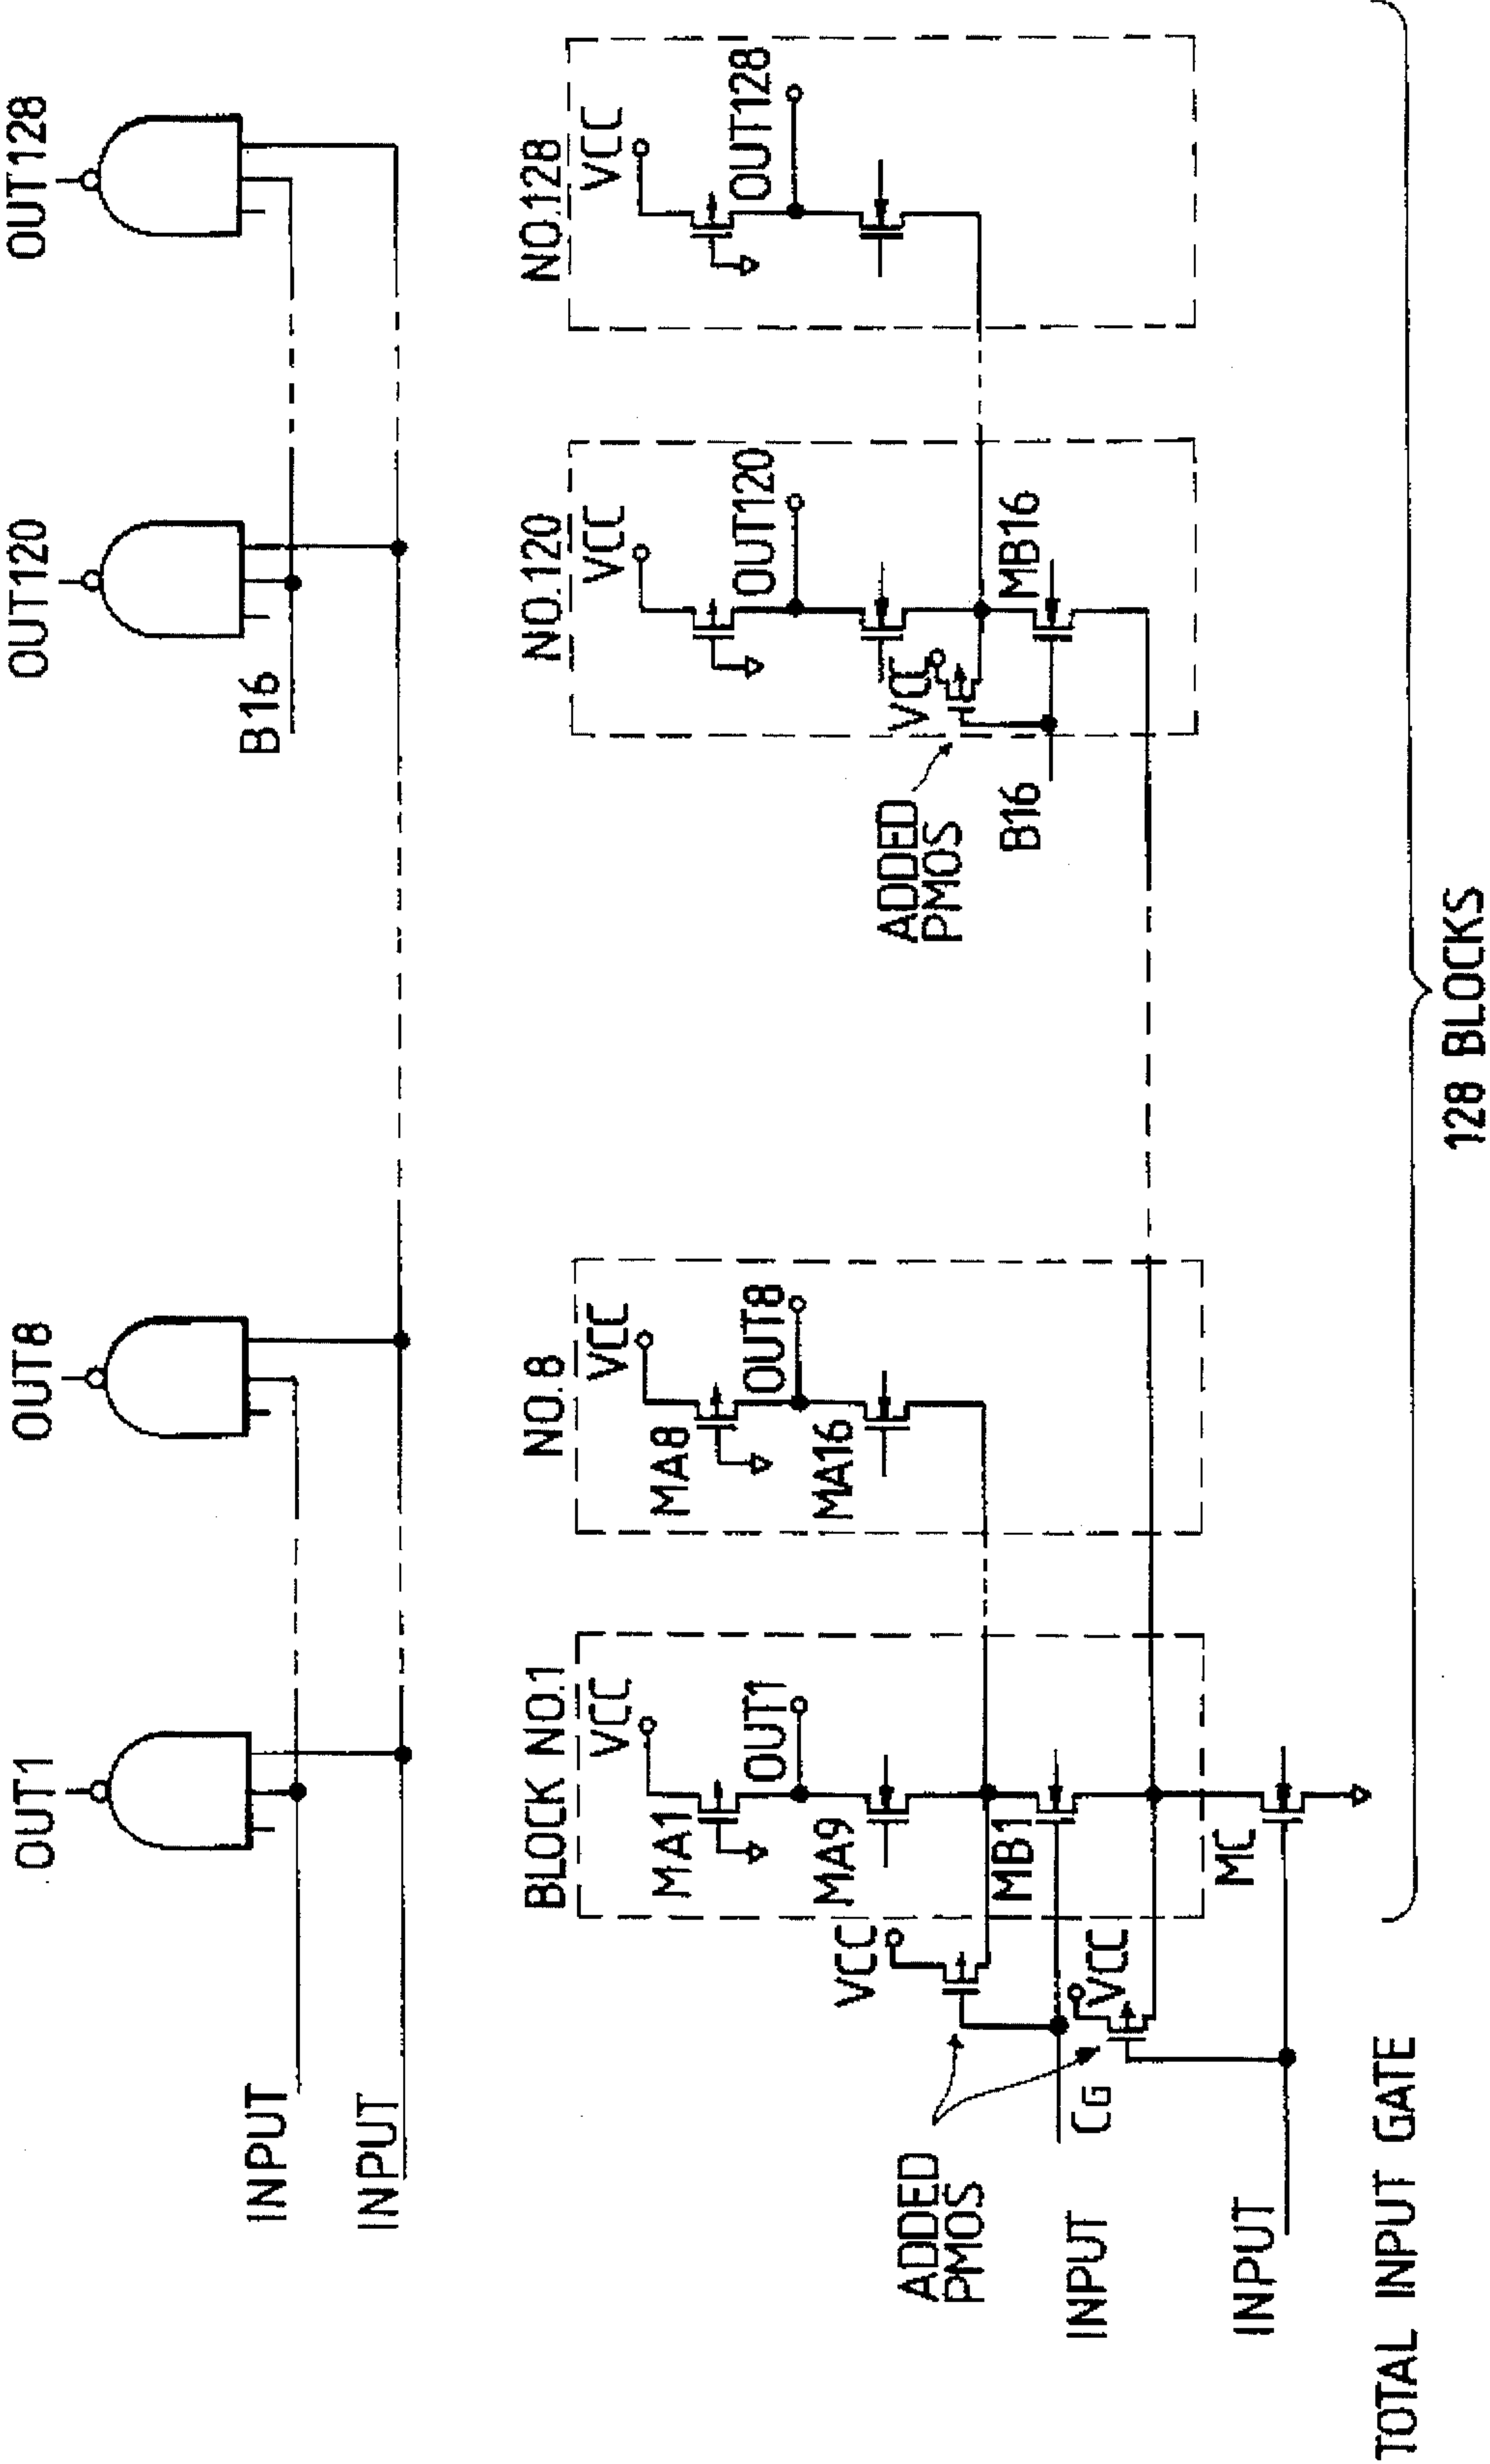 OUT1
OUT8
OUT120
OUT128
INPUT
B16
INPUT
BLOCK NO.1
NO.8
NO.120
NO.128
VCC
VCC
VCC
VCC
MA1
MA8
OUT1
OUT8
OUT120
OUT128
MA9
MA16
VCC
VCC
ADDED
PMOS
MB1
MB16
B16
ADDED
PMOS
VCC
CG
INPUT
MC
INPUT
TOTAL INPUT GATE
128 BLOCKS